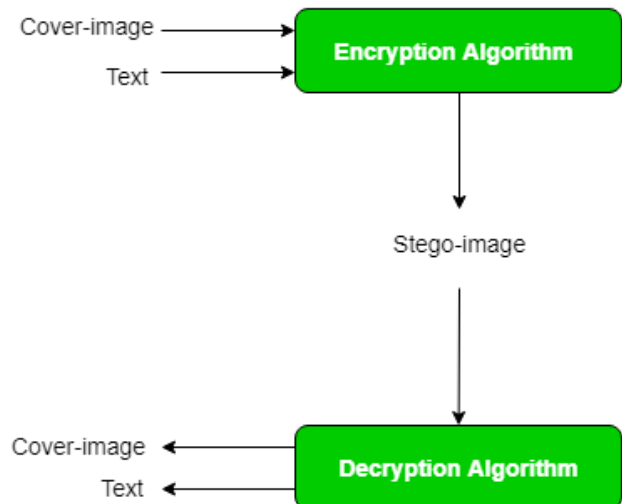 Cover-image
Encryption Algorithm
Text
Stego-image
Cover-image
Decryption Algorithm
Text